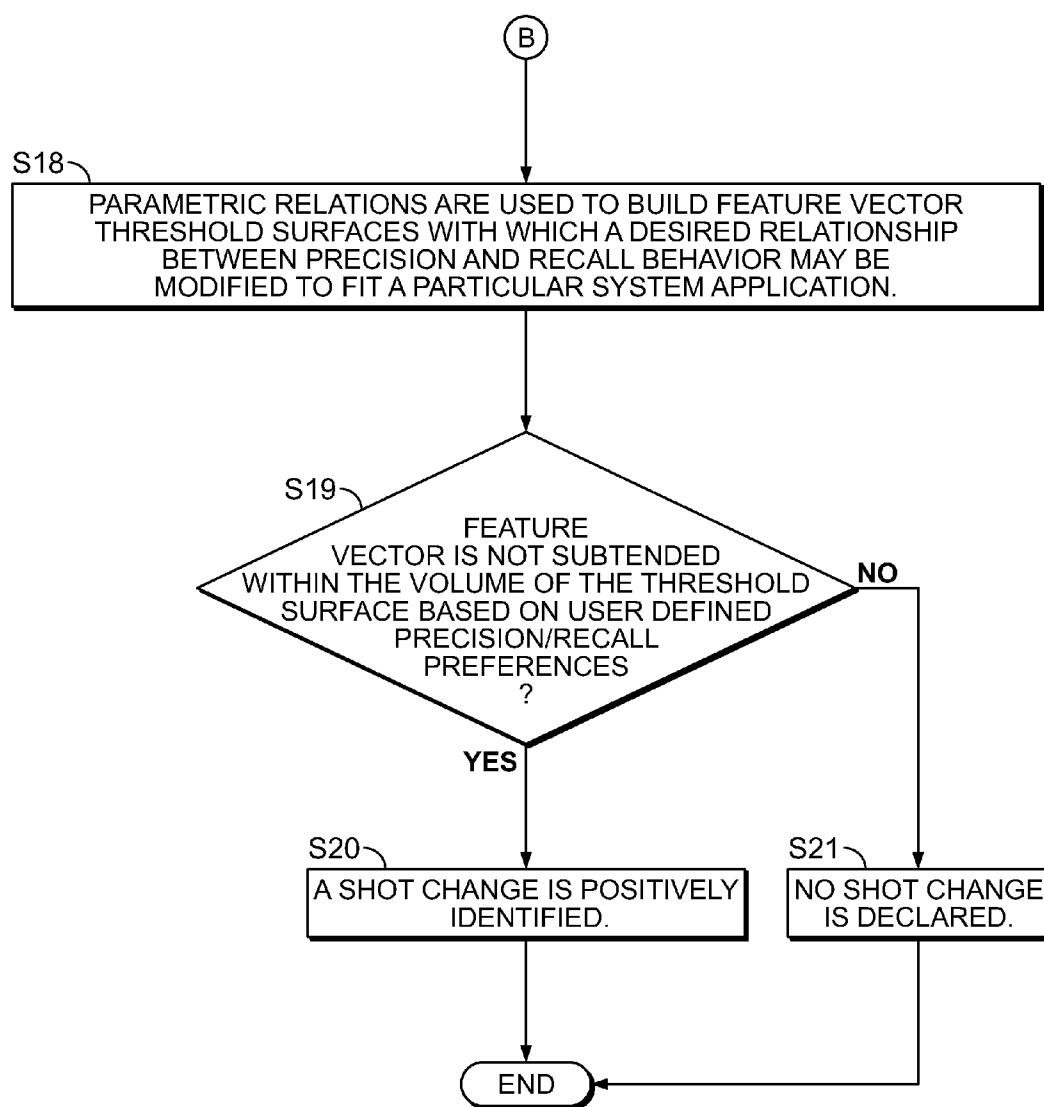 B
S18
PARAMETRIC RELATIONS ARE USED TO BUILD FEATURE VECTOR
THRESHOLD SURFACES WITH WHICH A DESIRED RELATIONSHIP
BETWEEN PRECISION AND RECALL BEHAVIOR MAY BE
MODIFIED TO FIT A PARTICULAR SYSTEM APPLICATION.
S19
FEATURE
VECTOR IS NOT SUBTENDED
WITHIN THE VOLUME OF THE THRESHOLD
SURFACE BASED ON USER DEFINED
PRECISION/RECALL
PREFERENCES
?
NO
YES
S20
A SHOT CHANGE IS POSITIVELY
IDENTIFIED.
S21
NO SHOT CHANGE
IS DECLARED.
END